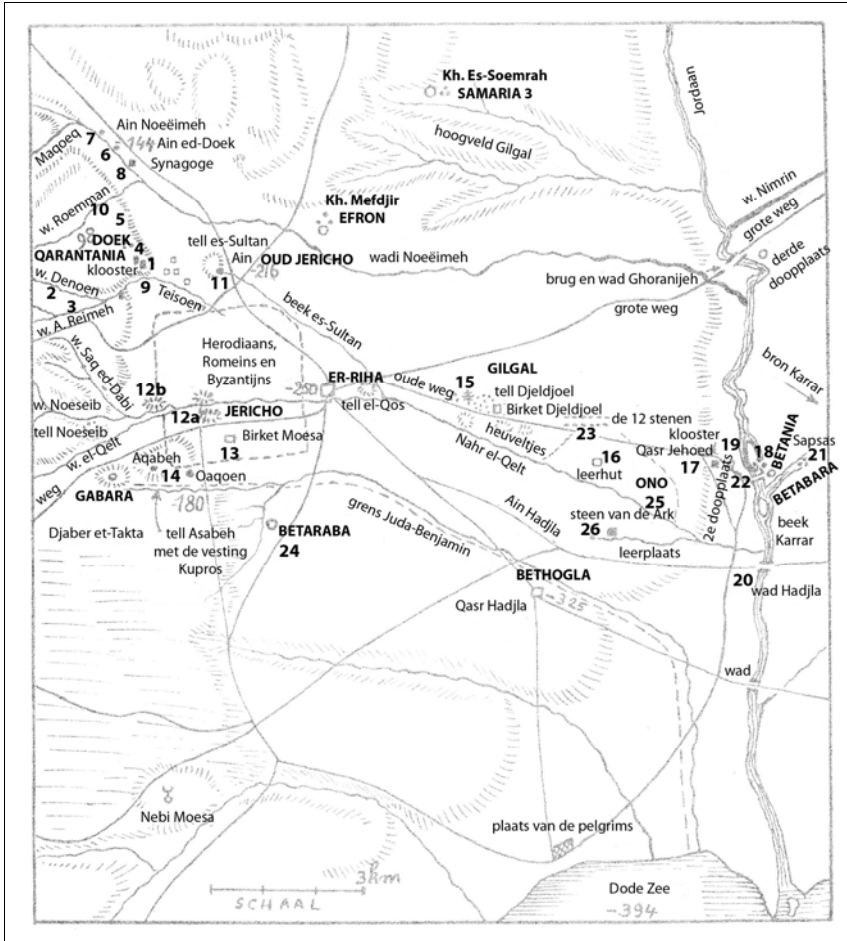 Kh. Es-Soemrah
SAMARIA 3
Jordaan
hoogveld Gilgal
Ain Noeëimeh
7
144
Ain ed-Doek
6
Synagoge
8
Maqoeq
w. Roemman
10
5
98
DOEK
4
QARANTANIA
klooster
1
w. Denoen
2
3
9
Teisoen
w. A. Reimeh
Kh. Mefdjir
EFRON
tell es-Sultan
Ain
OUD JERICHO
-216
11
wadi Noeëimeh
beek es-Sultan
w. Nimrin
grote weg
derde
doopplaats
brug en wad Ghoranijeh
grote weg
bron Karrar
w. Saq ed-Dabi
Herodiaans,
Romeins en
Byzantijns
ER-RIHA
-250
tell el-Qos
oude weg
15
GILGAL
tell Djeldjoel
Birket Djeldjoel
heuveltjes
de 12 stenen
23
12b
w. Noeseib
12a
JERICHO
tell Noeseib
w. el-Qelt
Birket Moesa
13
weg
Aqabeh
14
Oaqoen
GABARA
-180
Djaber et-Takta
tell Asabeh
met de vesting
Kupros
BETARABA
24
Nahr el-Qelt
16
leerhut
klooster
19
Qasr Jehoed
17
18
BETANIA
Sapsas
21
BETABARA
22
2e doopplaats
ONO
25
steen van de Ark
26
leerplaats
beek
Karrar
Ain Hadjla
grens Juda-Benjamin
BETHOGLA
-325
Qasr Hadjla
20
wad Hadjla
wad
Nebi Moesa
plaats van de pelgrims
3km
SCHAAL
Dode Zee
-394